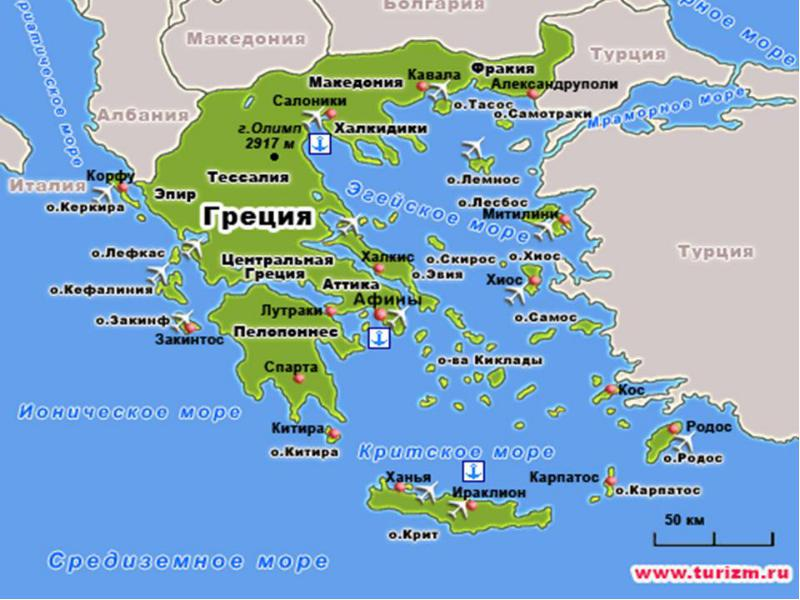 Болгария
рное море
Македония
Турция
Адриатическое море
Фракия
Македония
Кавала
Александруполи
Салоники
о.Тасос
о.Самотраки
Мраморное море
Албания
г.Олимп
2917 м
Халкидики
Италия
Корфу
Тессалия
о.Лемнос
Эпир
о.Керкира
Эгейское море
о.Лесбос
Митилини
Греция
о.Лефкас
Центральная
Греция
Халкис
о.Скирос
о.Хиос
Турция
о.Эвия
о.Кефалиния
Аттика
Хиос
Афины
о.Закинф
Лутраки
о.Самос
Закинтос
Пелопоннес
о-ва Киклады
Спарта
Кос
Ионическое море
Китира
о.Китира
Родос
Критское море
о.Родос
Ханья
Карпатос
Ираклион
о.Карпатос
о.Крит
50 км
Средиземное море
www.turizm.ru